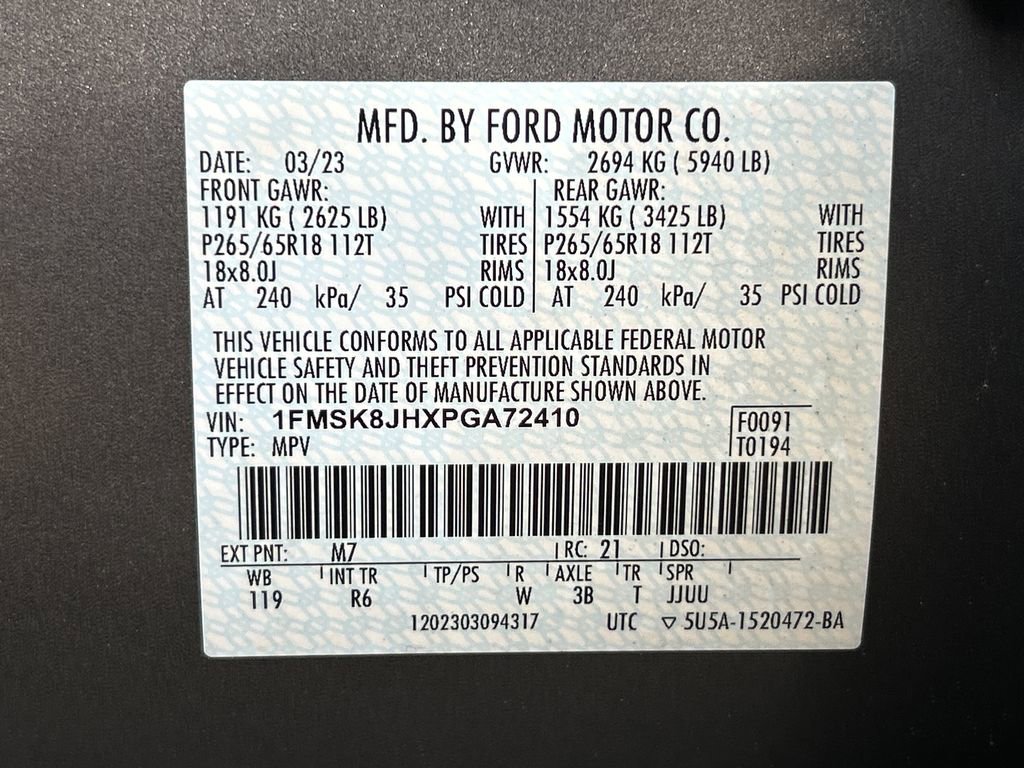 MFD. BY FORD MOTOR CO.
DATE: 03/23 GVWR: 2694 KG ( 5940 LB)
FRONT GAWR: REAR GAWR:
1191 KG ( 2625 LB) WITH 1554 KG ( 3425 LB) WITH
P265/65R18 112T TIRES P265/65R18 112T TIRES
18x8.0J RIMS 18x8.0J RIMS
AT 240 kPa/ 35 PSI COLD AT 240 kPa/ 35 PSI COLD
THIS VEHICLE CONFORMS TO ALL APPLICABLE FEDERAL MOTOR
VEHICLE SAFETY AND THEFT PREVENTION STANDARDS IN
EFFECT ON THE DATE OF MANUFACTURE SHOWN ABOVE.
VIN: 1FMSK8JHXPGA72410 F0091
TYPE: MPV T0194
EXT PNT: M7 RC: 21 DSO:
WB INT TR TP/PS R AXLE TR SPR
119 R6 W 3B T JJUU
1202303094317 UTC ▽ 5U5A-1520472-BA